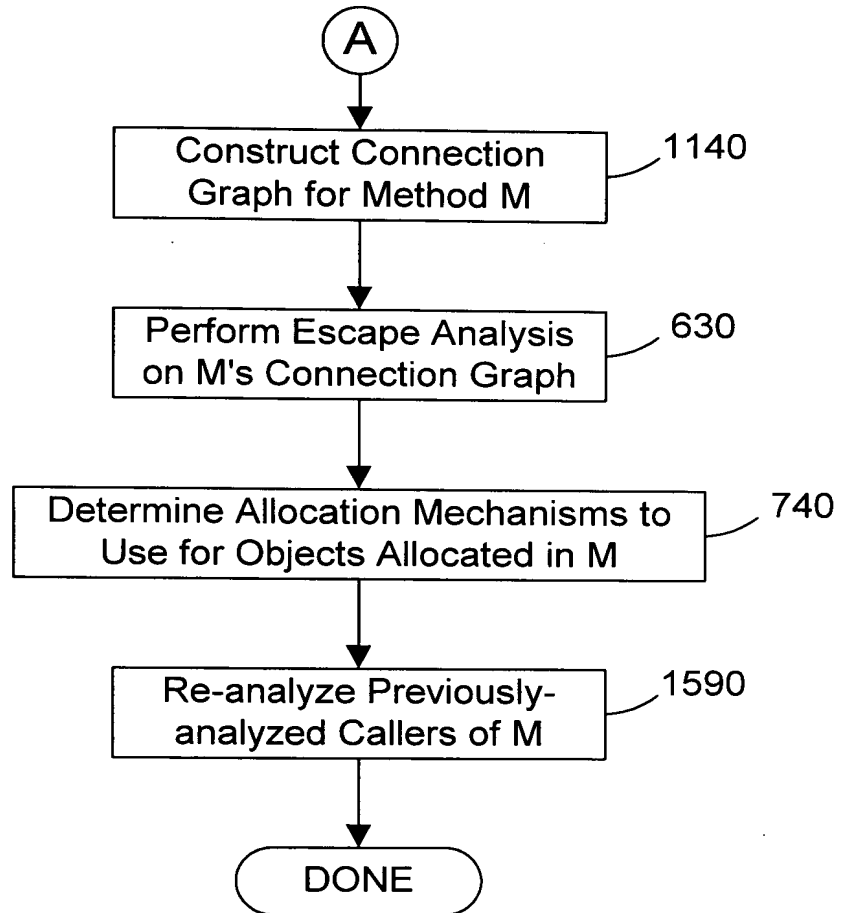 A
Construct Connection
Graph for Method M
1140
Perform Escape Analysis
on M's Connection Graph
630
Determine Allocation Mechanisms to
Use for Objects Allocated in M
740
Re-analyze Previously-
analyzed Callers of M
1590
DONE